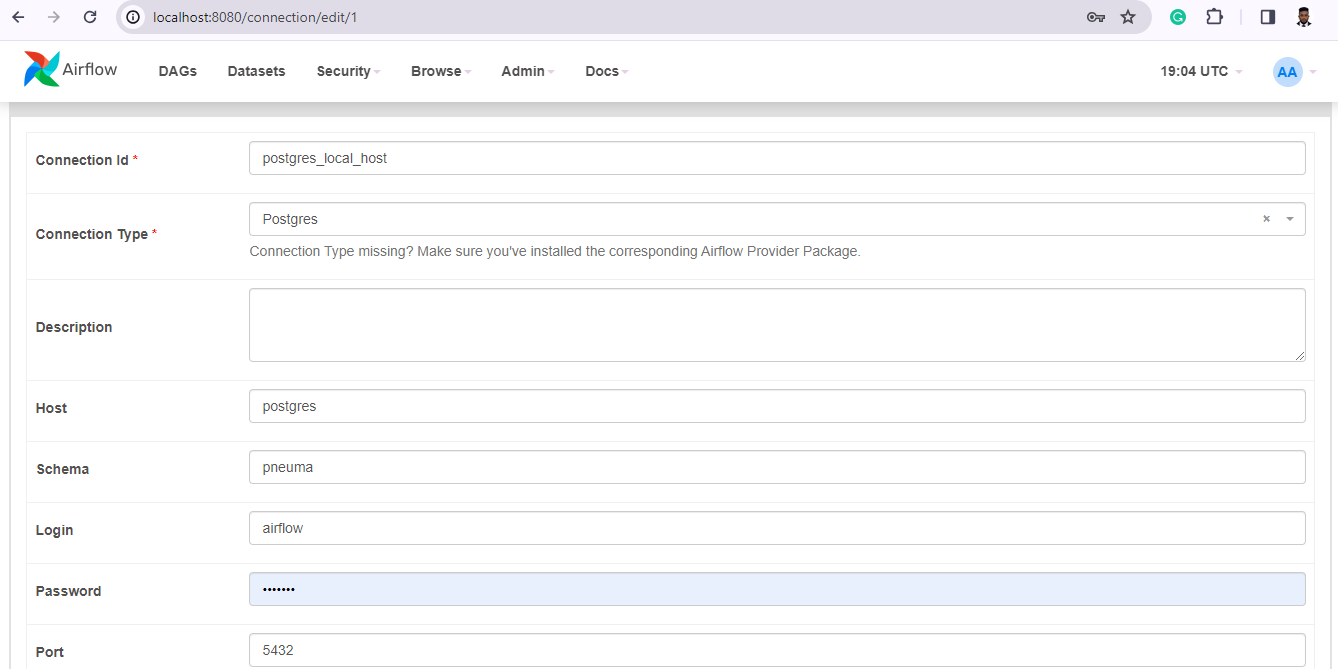 localhost:8080/connection/edit/1
Airflow DAGs Datasets Security Browse Admin Docs 19:04 UTC AA
Connection Id * postgres_local_host
Connection Type * Postgres
Connection Type missing? Make sure you've installed the corresponding Airflow Provider Package.
Description
Host postgres
Schema pneuma
Login airflow
Password •••••••
Port 5432